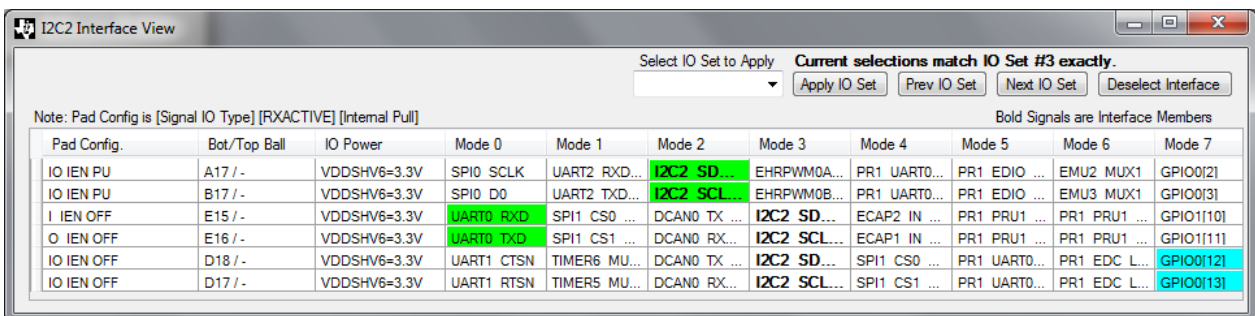 I2C2 Interface View
Select IO Set to Apply Current selections match IO Set #3 exactly.
Apply IO Set Prev IO Set Next IO Set Deselect Interface
Note: Pad Config is [Signal IO Type] [RXACTIVE] [Internal Pull] Bold Signals are Interface Members
Pad Config. Bot/Top Ball IO Power Mode 0 Mode 1 Mode 2 Mode 3 Mode 4 Mode 5 Mode 6 Mode 7
IO IEN PU A17 / - VDDSHV6=3.3V SPI0 SCLK UART2 RXD... I2C2 SD... EHRPWM0A... PR1 UART0... PR1 EDIO ... EMU2 MUX1 GPIO0[2]
IO IEN PU B17 / - VDDSHV6=3.3V SPI0 D0 UART2 TXD... I2C2 SCL... EHRPWM0B... PR1 UART0... PR1 EDIO ... EMU3 MUX1 GPIO0[3]
I IEN OFF E15 / - VDDSHV6=3.3V UART0 RXD SPI1 CS0 ... DCAN0 TX ... I2C2 SD... ECAP2 IN ... PR1 PRU1 ... PR1 PRU1 ... GPIO1[10]
O IEN OFF E16 / - VDDSHV6=3.3V UART0 TXD SPI1 CS1 ... DCAN0 RX... I2C2 SCL... ECAP1 IN ... PR1 PRU1 ... PR1 PRU1 ... GPIO1[11]
IO IEN OFF D18 / - VDDSHV6=3.3V UART1 CTSN TIMER6 MU... DCAN0 TX ... I2C2 SD... SPI1 CS0 ... PR1 UART0... PR1 EDC L... GPIO0[12]
IO IEN OFF D17 / - VDDSHV6=3.3V UART1 RTSN TIMER5 MU... DCAN0 RX... I2C2 SCL... SPI1 CS1 ... PR1 UART0... PR1 EDC L... GPIO0[13]